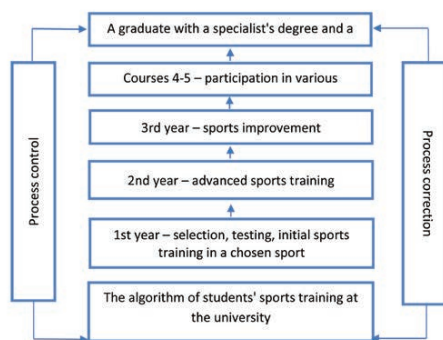 A graduate with a specialist's degree and a
Courses 4-5 – participation in various
3rd year – sports improvement
2nd year – advanced sports training
1st year – selection, testing, initial sports
training in a chosen sport
The algorithm of students' sports training at
the university
Process control
Process correction